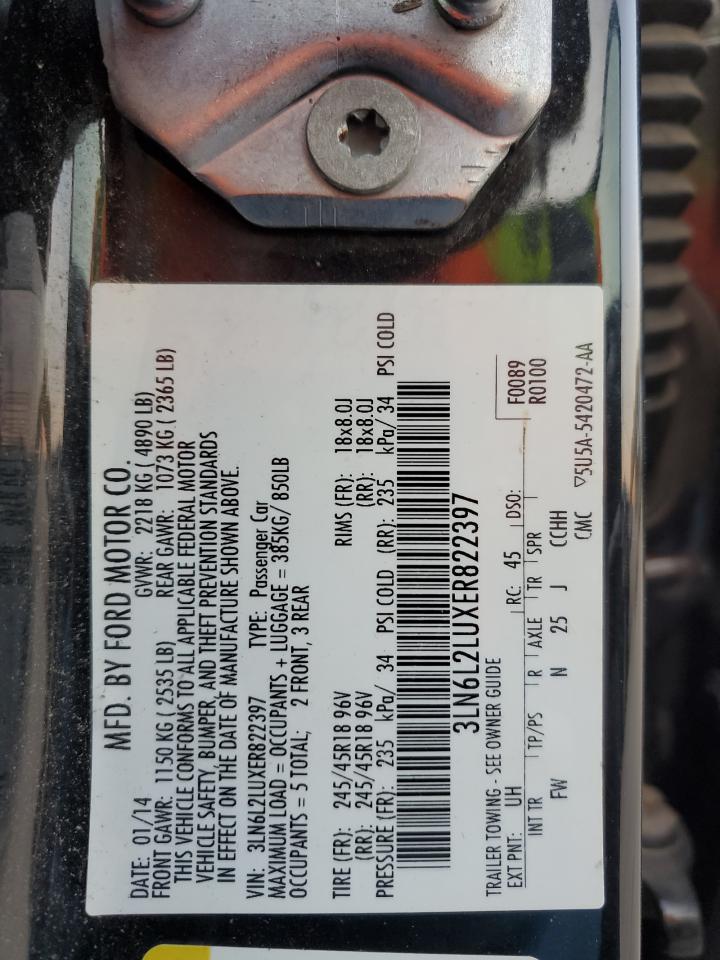 MFD. BY FORD MOTOR CO.
DATE: 01/14 GVWR: 2218 KG ( 4890 LB)
FRONT GAWR: 1150 KG ( 2535 LB) REAR GAWR: 1073 KG ( 2365 LB)
THIS VEHICLE CONFORMS TO ALL APPLICABLE FEDERAL MOTOR
VEHICLE SAFETY, BUMPER, AND THEFT PREVENTION STANDARDS
IN EFFECT ON THE DATE OF MANUFACTURE SHOWN ABOVE.
VIN: 3LN6L2LUXER822397 TYPE: Passenger Car
MAXIMUM LOAD = OCCUPANTS + LUGGAGE = 385KG/ 850LB
OCCUPANTS = 5 TOTAL; 2 FRONT, 3 REAR
TIRE (FR): 245/45R18 96V RIMS (FR): 18x8.0J
(RR): 245/45R18 96V (RR): 18x8.0J
PRESSURE (FR): 235 kPa/ 34 PSI COLD (RR): 235 kPa/ 34 PSI COLD
3LN6L2LUXER822397
TRAILER TOWING - SEE OWNER GUIDE F0089
EXT PNT: UH RC: 45 DSO: R0100
INT TR TP/PS R AXLE TR SPR
FW N 25 J CCHH
CMC ▽5U5A-5420472-AA